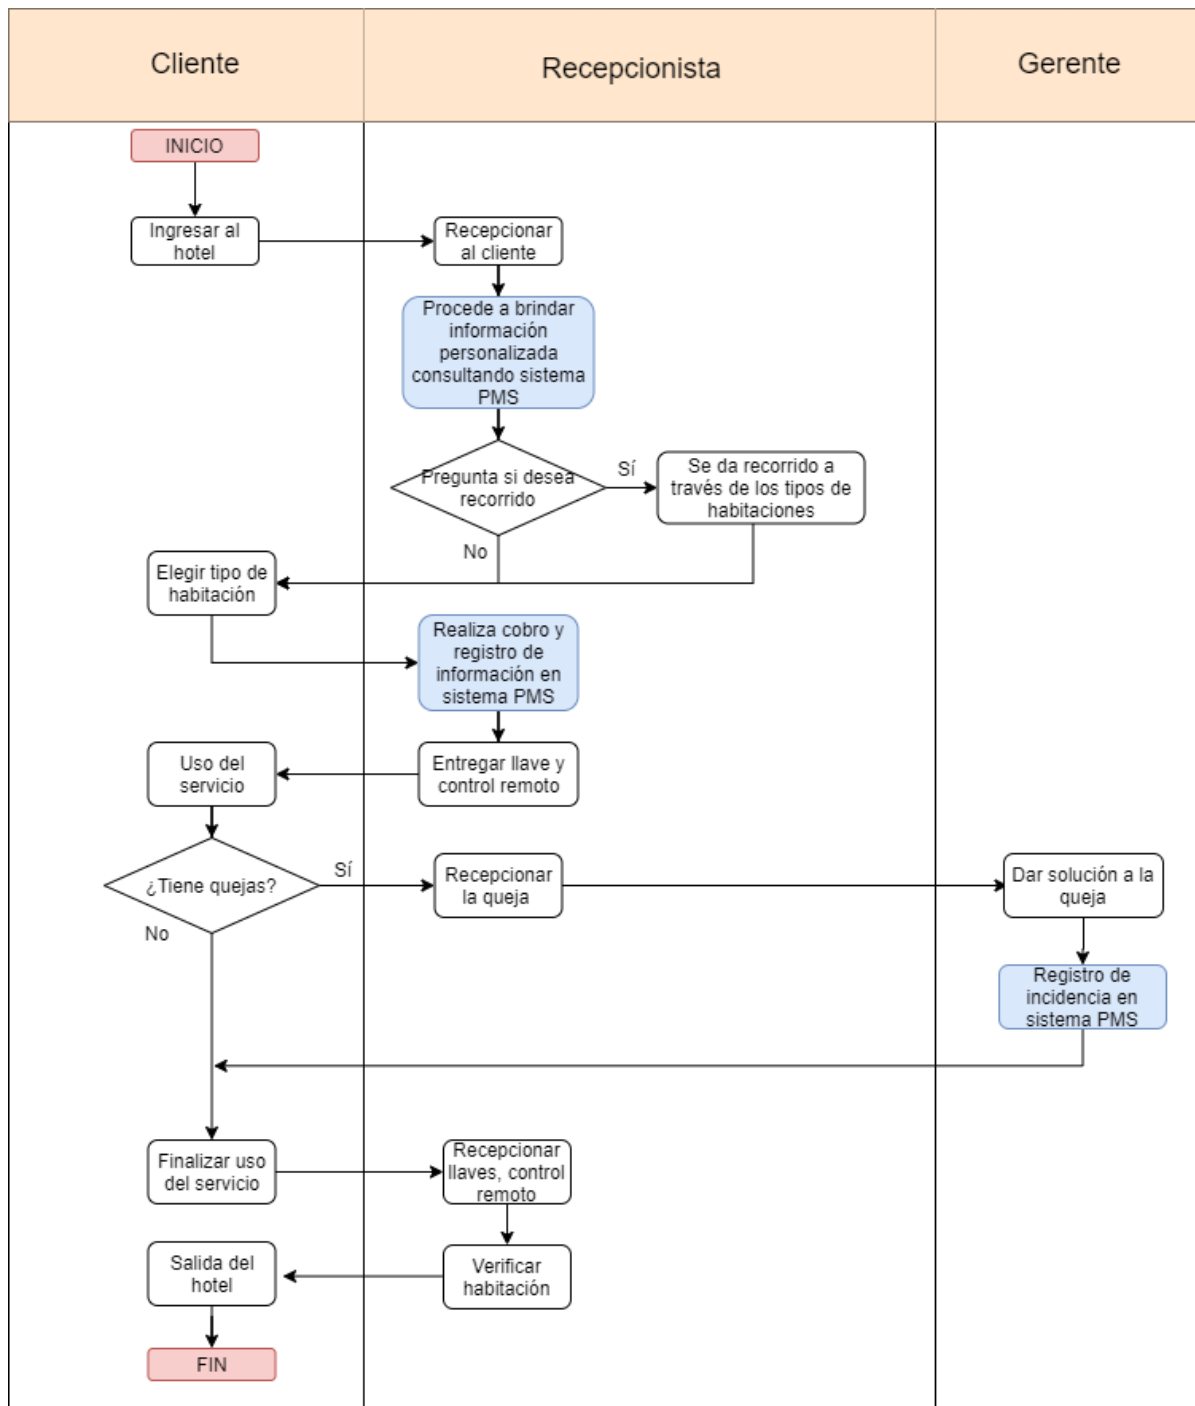 Cliente
Recepcionista
Gerente
INICIO
Ingresar al
hotel
Recepcionar
al cliente
Procede a brindar
información
personalizada
consultando sistema
PMS
Pregunta si desea
recorrido
Sí
Se da recorrido a
través de los tipos de
habitaciones
No
Elegir tipo de
habitación
Realiza cobro y
registro de
información en
sistema PMS
Uso del
servicio
Entregar llave y
control remoto
¿Tiene quejas?
Sí
Recepcionar
la queja
Dar solución a la
queja
No
Registro de
incidencia en
sistema PMS
Finalizar uso
del servicio
Recepcionar
llaves, control
remoto
Salida del
hotel
Verificar
habitación
FIN